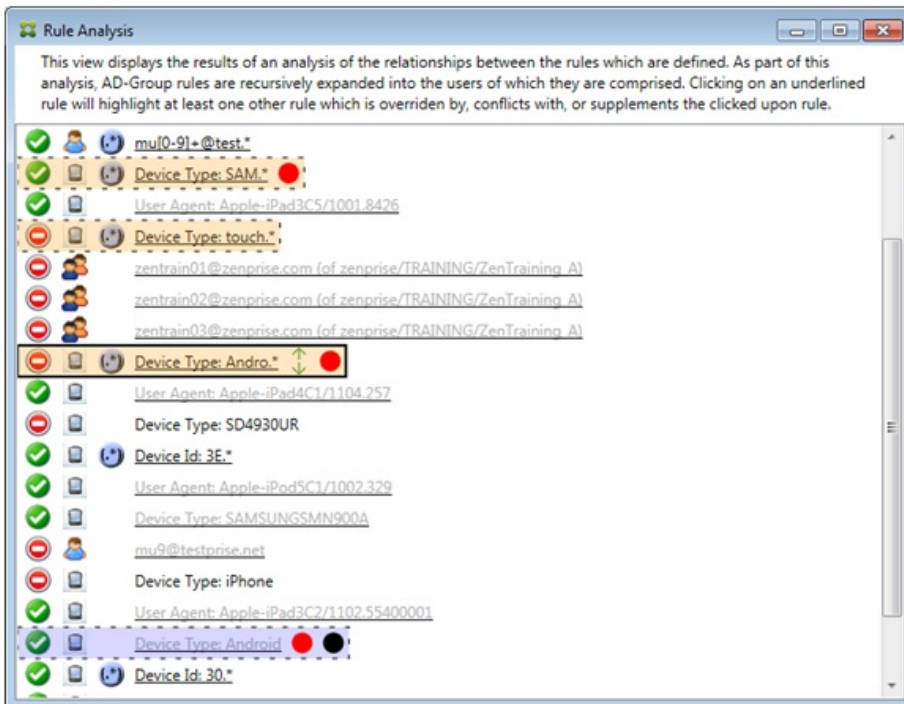 Rule Analysis
This view displays the results of an analysis of the relationships between the rules which are defined. As part of this
analysis, AD-Group rules are recursively expanded into the users of which they are comprised. Clicking on an underlined
rule will highlight at least one other rule which is overriden by, conflicts with, or supplements the clicked upon rule.
(.*) mu[0-9]+@test.*
(.*) Device Type: SAM.*
User Agent: Apple-iPad3C5/1001.8426
(.*) Device Type: touch.*
zentrain01@zenprise.com (of zenprise/TRAINING/ZenTraining_A)
zentrain02@zenprise.com (of zenprise/TRAINING/ZenTraining_A)
zentrain03@zenprise.com (of zenprise/TRAINING/ZenTraining_A)
(.*) Device Type: Andro.*
User Agent: Apple-iPad4C1/1104.257
Device Type: SD4930UR
(.*) Device Id: 3E.*
User Agent: Apple-iPod5C1/1002.329
Device Type: SAMSUNGSMN900A
mu9@testprise.net
Device Type: iPhone
User Agent: Apple-iPad3C2/1102.55400001
Device Type: Android
(.*) Device Id: 30.*